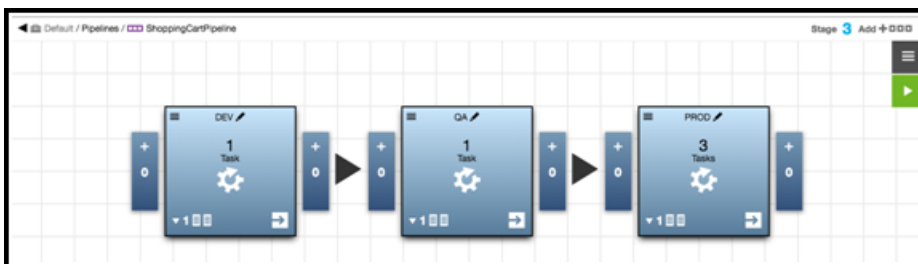 Default / Pipelines / ShoppingCartPipeline
Stage 3 Add +
DEV
QA
PROD
+
+
+
+
+
+
1
Task
1
Task
3
Tasks
0
0
0
0
0
0
1
1
1